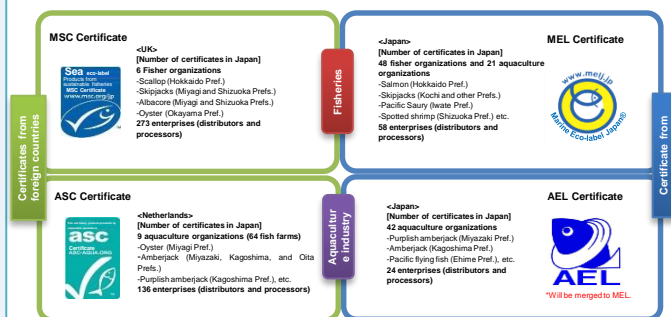 Certificates from
foreign countries
MSC Certificate
<UK>
[Number of certificates in Japan]
6 Fisher organizations
-Scallop (Hokkaido Pref.)
-Skipjacks (Miyagi and Shizuoka Prefs.)
-Albacore (Miyagi and Shizuoka Prefs.)
-Oyster (Okayama Pref.)
273 enterprises (distributors and
processors)
Sea eco-label
Products from
sustainable fisheries
MSC Certificate
www.msc.org/jp
TM
Fisheries
MEL Certificate
<Japan>
[Number of certificates in Japan]
48 fisher organizations and 21 aquaculture
organizations
-Salmon (Hokkaido Pref.)
-Skipjacks (Kochi and other Prefs.)
-Pacific Saury (Iwate Pref.)
-Spotted shrimp (Shizuoka Pref.) etc.
58 enterprises (distributors and
processors)
www.melj.jp
Marine Eco-label Japan®
Certificate from
ASC Certificate
<Netherlands>
[Number of certificates in Japan]
9 aquaculture organizations (64 fish farms)
-Oyster (Miyagi Pref.)
-Amberjack (Miyazaki, Kagoshima, and Oita
Prefs.)
-Purplish amberjack (Kagoshima Pref.), etc.
136 enterprises (distributors and processors)
asc
Certificate
ASC-AQUA.ORG
Aquacultur
e industry
AEL Certificate
<Japan>
[Number of certificates in Japan]
42 aquaculture organizations
-Purplish amberjack (Miyazaki Pref.)
-Amberjack (Kagoshima Pref.)
-Pacific flying fish (Ehime Pref.), etc.
24 enterprises (distributors and
processors)
AEL
*Will be merged to MEL.